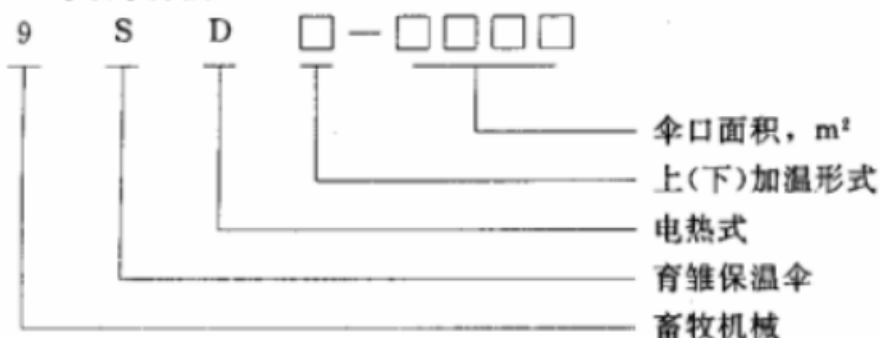 9 S D □ — □ □ □ □
伞口面积，m²
上(下)加温形式
电热式
育雏保温伞
畜牧机械